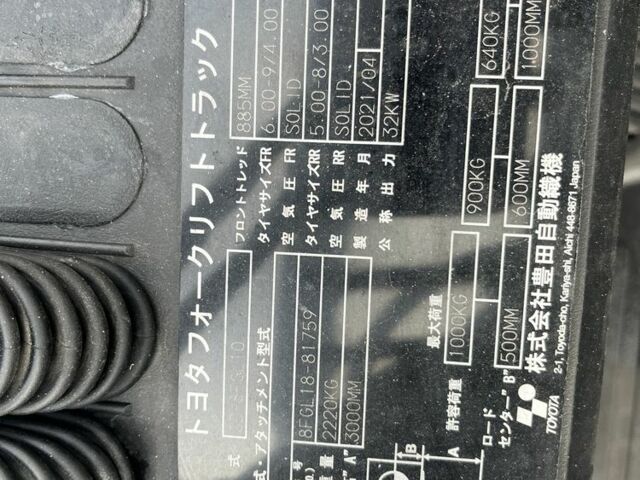 トヨタフォークリフトトラック
式
フロントトレッド 885MM
式・アタッチメント型式
タイヤサイズFR 6.00-9/4.00
空気圧 FR SOLID
号 8FGL18-81759
タイヤサイズRR 5.00-8/3.00
重量 2220KG
空気圧 RR SOLID
"A" 3000MM
製造年月 2021/04
公称出力 32KW
最大荷重
許容荷重 1000KG 900KG 640KG
ロード
センター"B" 500MM 600MM 1000MM
B
A
TOYOTA
株式会社豊田自動織機
2-1, Toyoda-cho, Kariya-shi, Aichi 448-8671 Japan